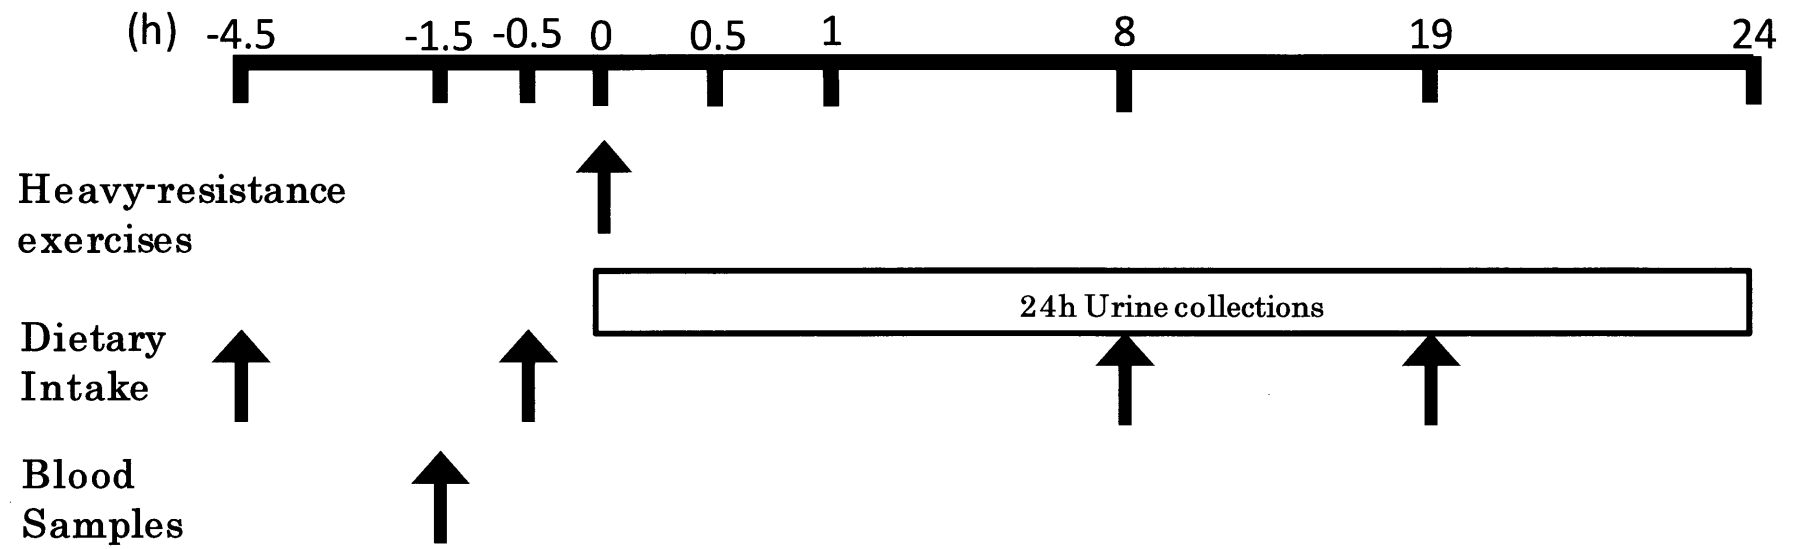 (h) -4.5 -1.5 -0.5 0 0.5 1 8 19 24
Heavy-resistance
exercises
24h Urine collections
Dietary
Intake
Blood
Samples